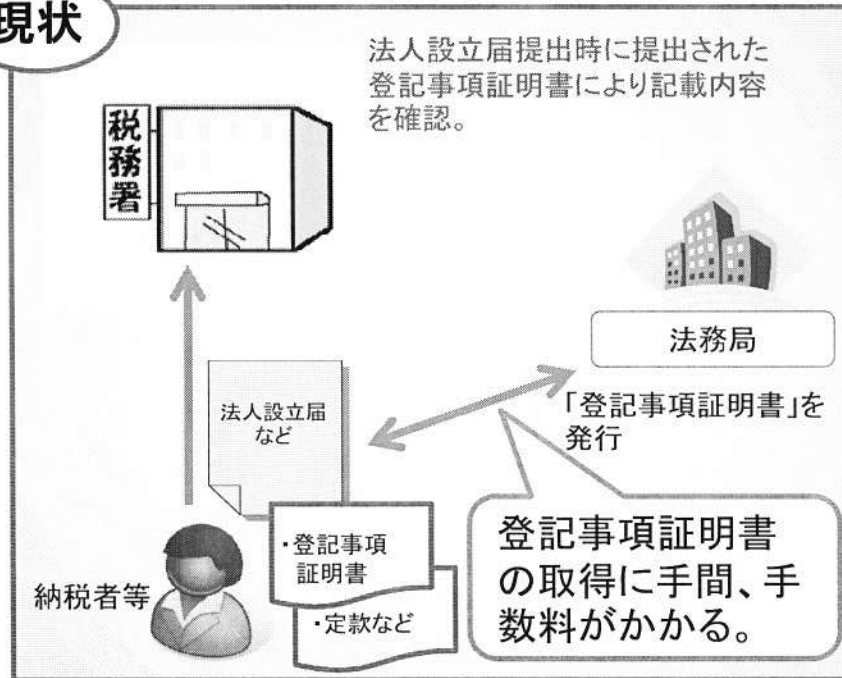 現状
法人設立届提出時に提出された
登記事項証明書により記載内容
を確認。
税務署
法務局
「登記事項証明書」を
発行
法人設立届
など
・登記事項
証明書
・定款など
納税者等
登記事項証明書
の取得に手間、手
数料がかかる。